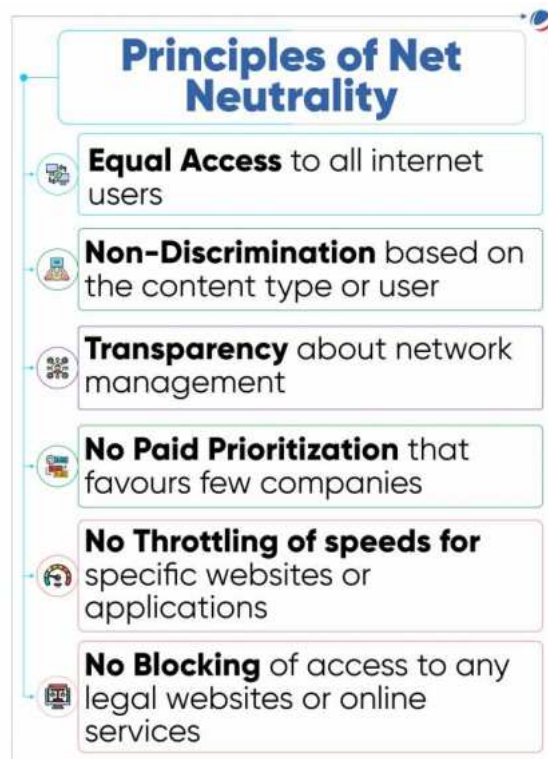 Principles of Net
Neutrality
Equal Access to all internet
users
Non-Discrimination based on
the content type or user
Transparency about network
management
No Paid Prioritization that
favours few companies
No Throttling of speeds for
specific websites or
applications
No Blocking of access to any
legal websites or online
services